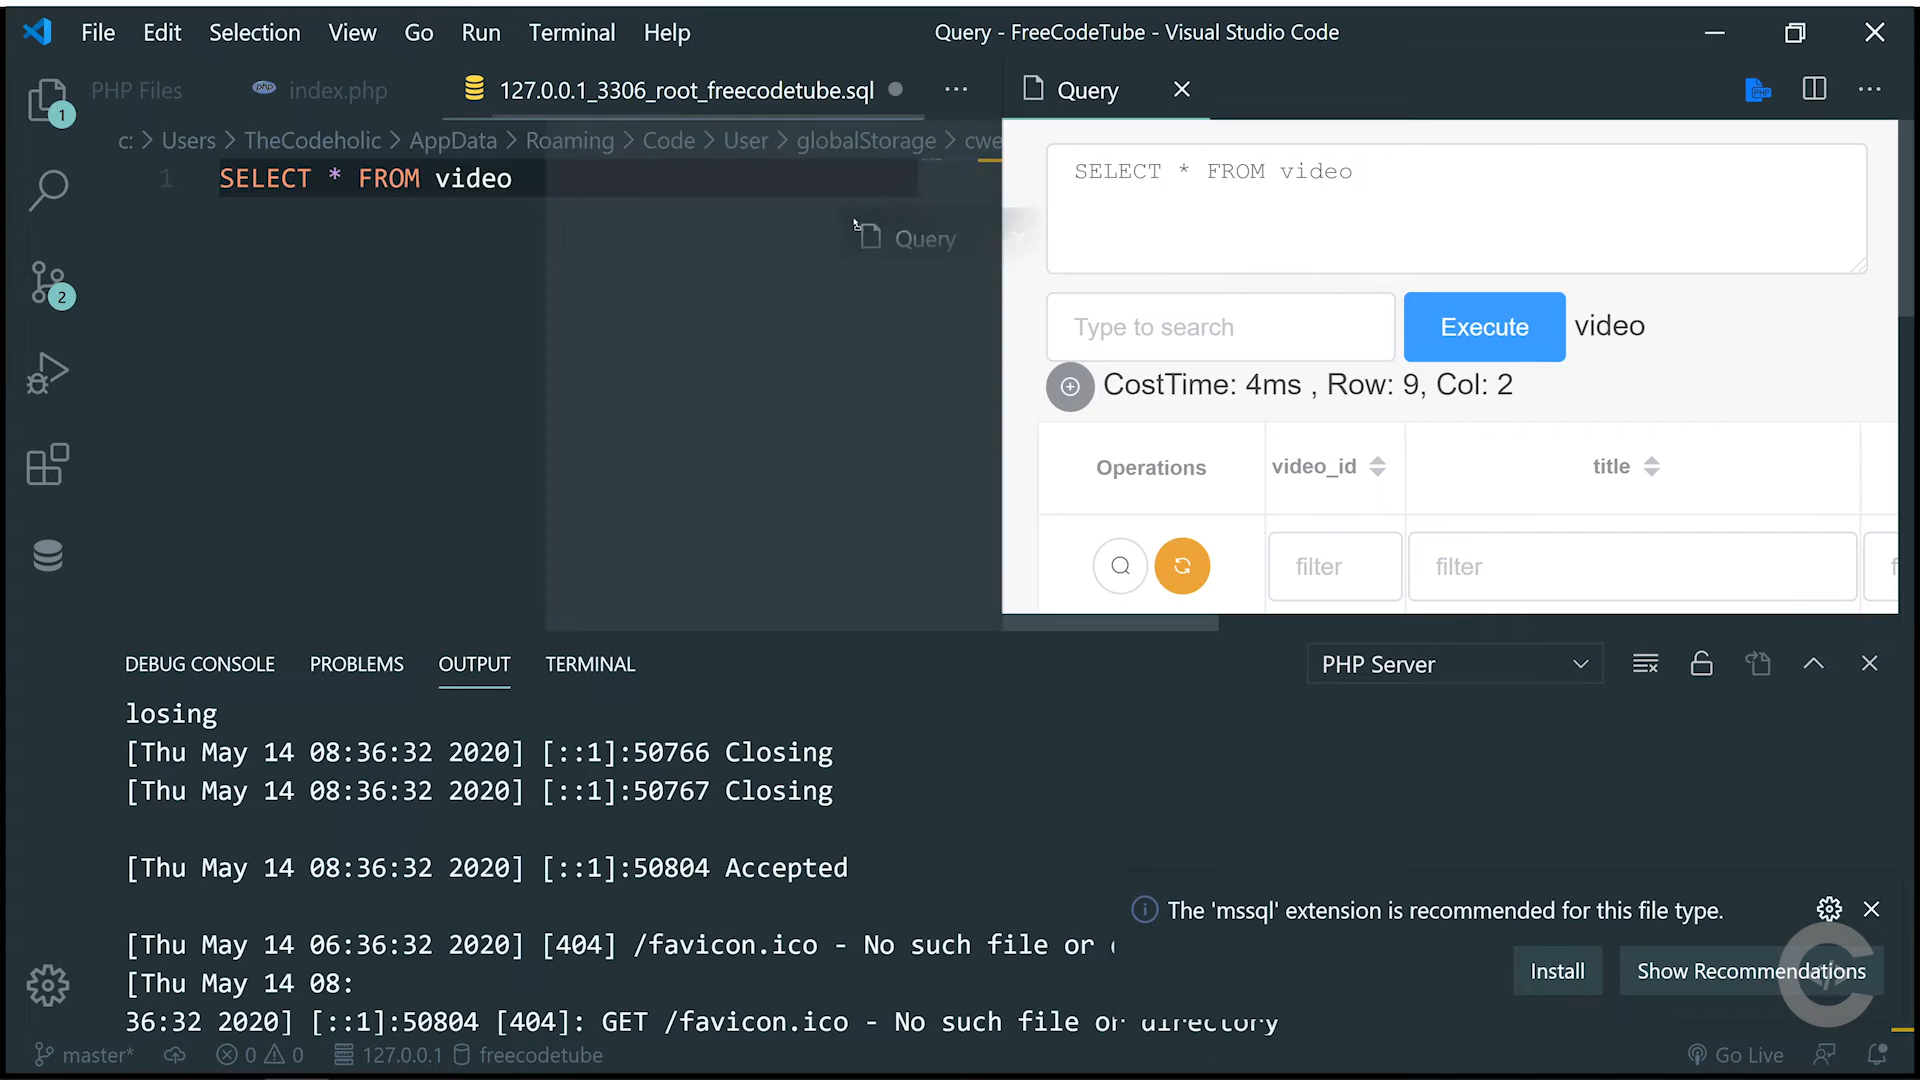 File Edit Selection View Go Run Terminal Help
Query - FreeCodeTube - Visual Studio Code
PHP Files
index.php
127.0.0.1_3306_root_freecodetube.sql
Query
c: > Users > TheCodeholic > AppData > Roaming > Code > User > globalStorage > cwe
1 SELECT * FROM video
Query
SELECT * FROM video
Type to search
Execute
video
CostTime: 4ms , Row: 9, Col: 2
Operations
video_id
title
filter
filter
1
2
DEBUG CONSOLE PROBLEMS OUTPUT TERMINAL
PHP Server
losing
[Thu May 14 08:36:32 2020] [::1]:50766 Closing
[Thu May 14 08:36:32 2020] [::1]:50767 Closing
[Thu May 14 08:36:32 2020] [::1]:50804 Accepted
[Thu May 14 06:36:32 2020] [404] /favicon.ico - No such file or
[Thu May 14 08:
36:32 2020] [::1]:50804 [404]: GET /favicon.ico - No such file or directory
The 'mssql' extension is recommended for this file type.
Install
Show Recommendations
master* 0 0 127.0.0.1 freecodetube
Go Live